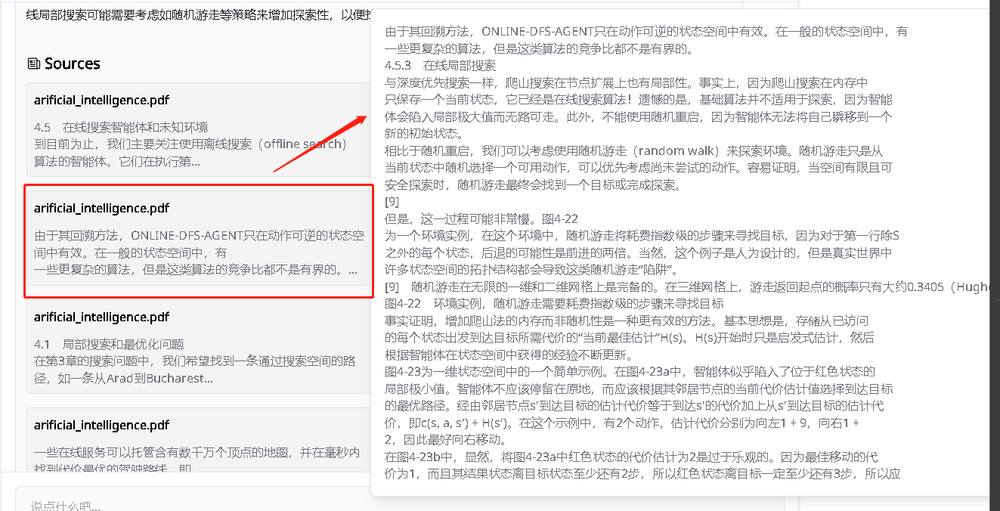 线局部搜索可能需要考虑如随机游走等策略来增加探索性，以便
Sources
arificial_intelligence.pdf
4.5 在线搜索智能体和未知环境
到目前为止，我们主要关注使用离线搜索（offline search）
算法的智能体。它们在执行第...
arificial_intelligence.pdf
由于其回溯方法，ONLINE-DFS-AGENT只在动作可逆的状态空
间中有效。在一般的状态空间中，有
一些更复杂的算法，但是这类算法的竞争比都不是有界的。...
arificial_intelligence.pdf
4.1 局部搜索和最优化问题
在第3章的搜索问题中，我们希望找到一条通过搜索空间的路
径，如一条从Arad到Bucharest...
arificial_intelligence.pdf
一些在线服务可以托管含有数千万个顶点的地图，并在毫秒内
找到代价最优的驾驶路线，即
说点什么吧...
由于其回溯方法，ONLINE-DFS-AGENT只在动作可逆的状态空间中有效。在一般的状态空间中，有
一些更复杂的算法，但是这类算法的竞争比都不是有界的。
4.5.3 在线局部搜索
与深度优先搜索一样，爬山搜索在节点扩展上也有局部性。事实上，因为爬山搜索在内存中
只保存一个当前状态，它已经是在线搜索算法！遗憾的是，基础算法并不适用于探索，因为智能
体会陷入局部极大值而无路可走。此外，不能使用随机重启，因为智能体无法将自己瞬移到一个
新的初始状态。
相比于随机重启，我们可以考虑使用随机游走（random walk）来探索环境。随机游走只是从
当前状态中随机选择一个可用动作，可以优先考虑尚未尝试的动作。容易证明，当空间有限且可
安全探索时，随机游走最终会找到一个目标或完成探索。
[9]
但是，这一过程可能非常慢。图4-22
为一个环境实例，在这个环境中，随机游走将耗费指数级的步骤来寻找目标，因为对于第一行除S
之外的每个状态，后退的可能性是前进的两倍。当然，这个例子是人为设计的，但是真实世界中
许多状态空间的拓扑结构都会导致这类随机游走“陷阱”。
[9] 随机游走在无限的一维和二维网格上是完备的。在三维网格上，游走返回起点的概率只有大约0.3405（Hughe
图4-22 环境实例，随机游走需要耗费指数级的步骤来寻找目标
事实证明，增加爬山法的内存而非随机性是一种更有效的方法。基本思想是，存储从已访问
的每个状态出发到达目标所需代价的“当前最佳估计”H(s)。H(s)开始时只是启发式估计，然后
根据智能体在状态空间中获得的经验不断更新。
图4-23为一维状态空间中的一个简单示例。在图4-23a中，智能体似乎陷入了位于红色状态的
局部极小值。智能体不应该停留在原地，而应该根据其邻居节点的当前代价估计值选择到达目标
的最优路径。经由邻居节点s'到达目标的估计代价等于到达s'的代价加上从s'到达目标的估计代
价，即c(s, a, s') + H(s')。在这个示例中，有2个动作，估计代价分别为向左1 + 9，向右1 +
2，因此最好向右移动。
在图4-23b中，显然，将图4-23a中红色状态的代价估计为2是过于乐观的。因为最佳移动的代
价为1，而且其结果状态离目标状态至少还有2步，所以红色状态离目标一定至少还有3步，所以应